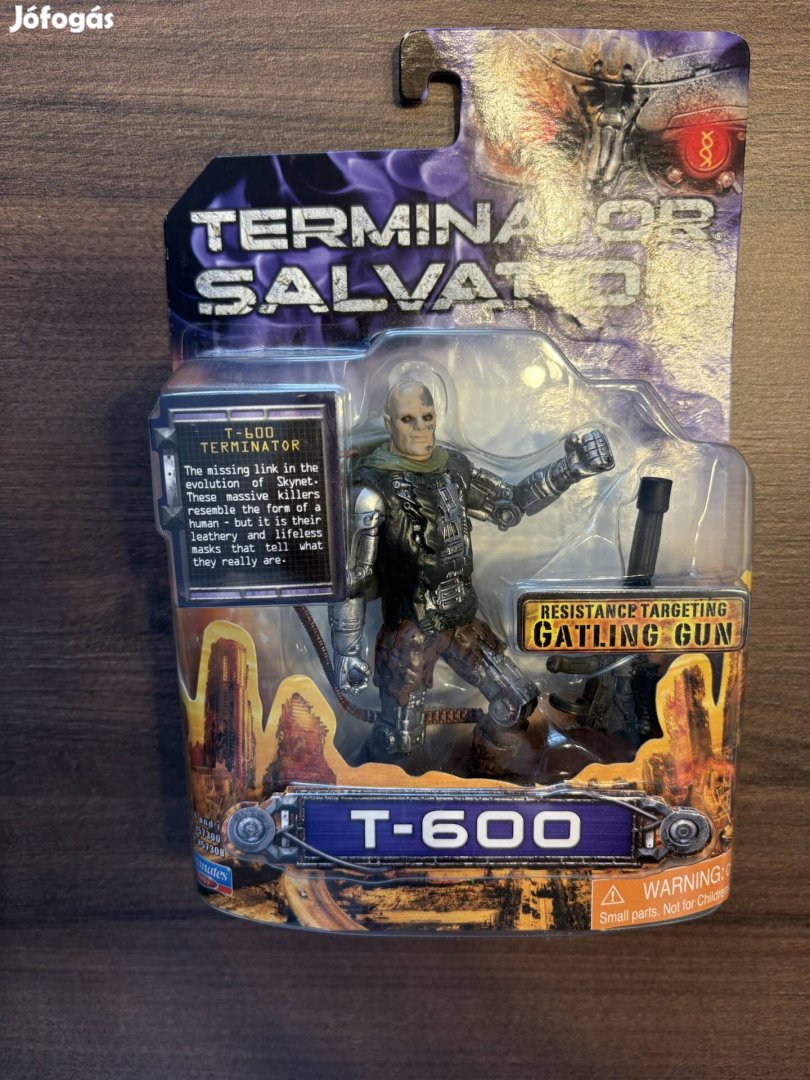 Jófogás
TERMINATOR
SALVATION
T-600
TERMINATOR
The missing link in the
evolution of Skynet.
These massive killers
resemble the form of a
human - but it is their
leathery and lifeless
masks that tell what
they really are.
RESISTANCE TARGETING
GATLING GUN
T-600
57300
57308
WARNING:
Small parts. Not for Children